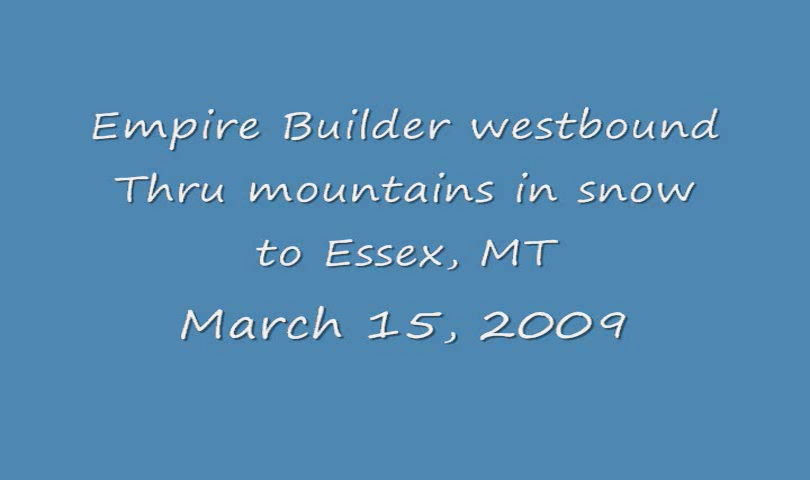 Empire Builder westbound
Thru mountains in snow
to Essex, MT
March 15, 2009